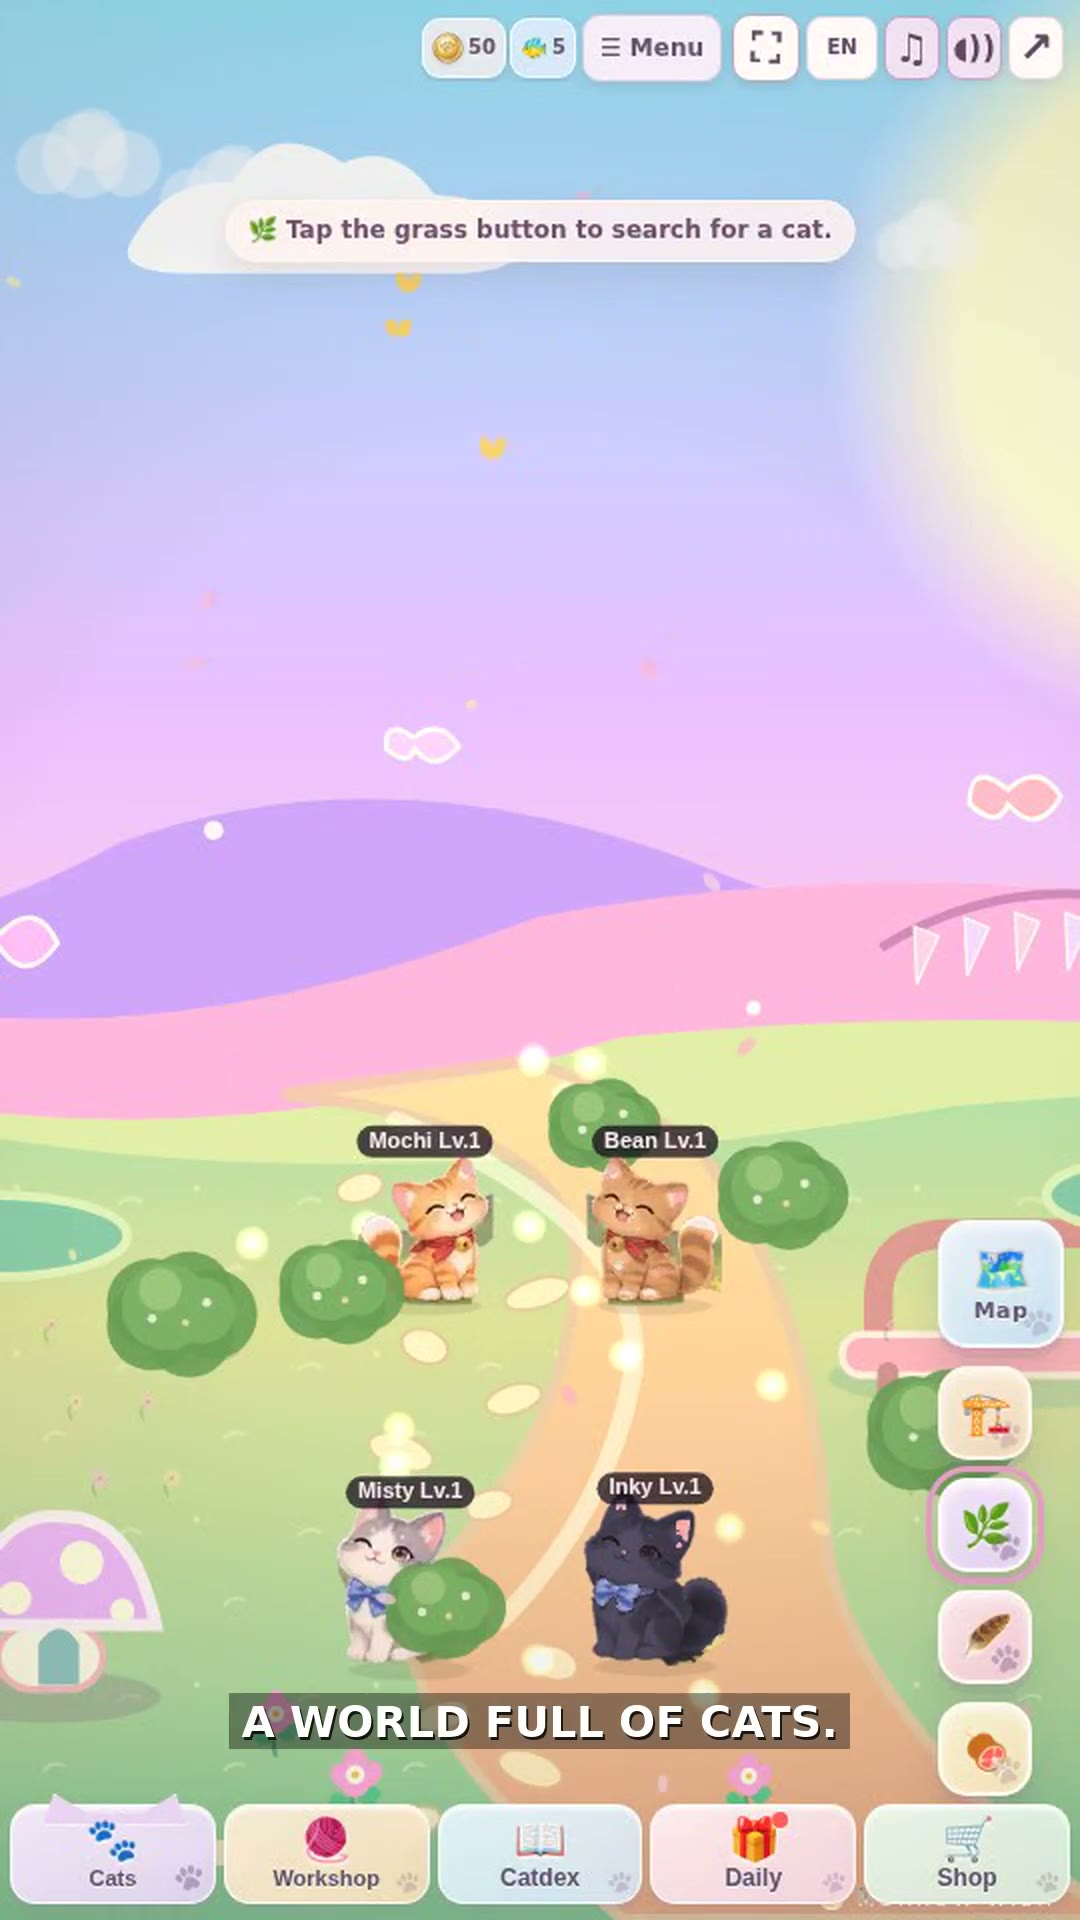 50
5
☰ Menu
EN
Tap the grass button to search for a cat.
Mochi Lv.1
Bean Lv.1
Map
Misty Lv.1
Inky Lv.1
A WORLD FULL OF CATS.
Cats
Workshop
Catdex
Daily
Shop